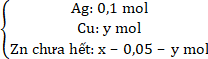 Ag: 0,1 mol
Cu: y mol
Zn chưa hết: x − 0,05 − y mol